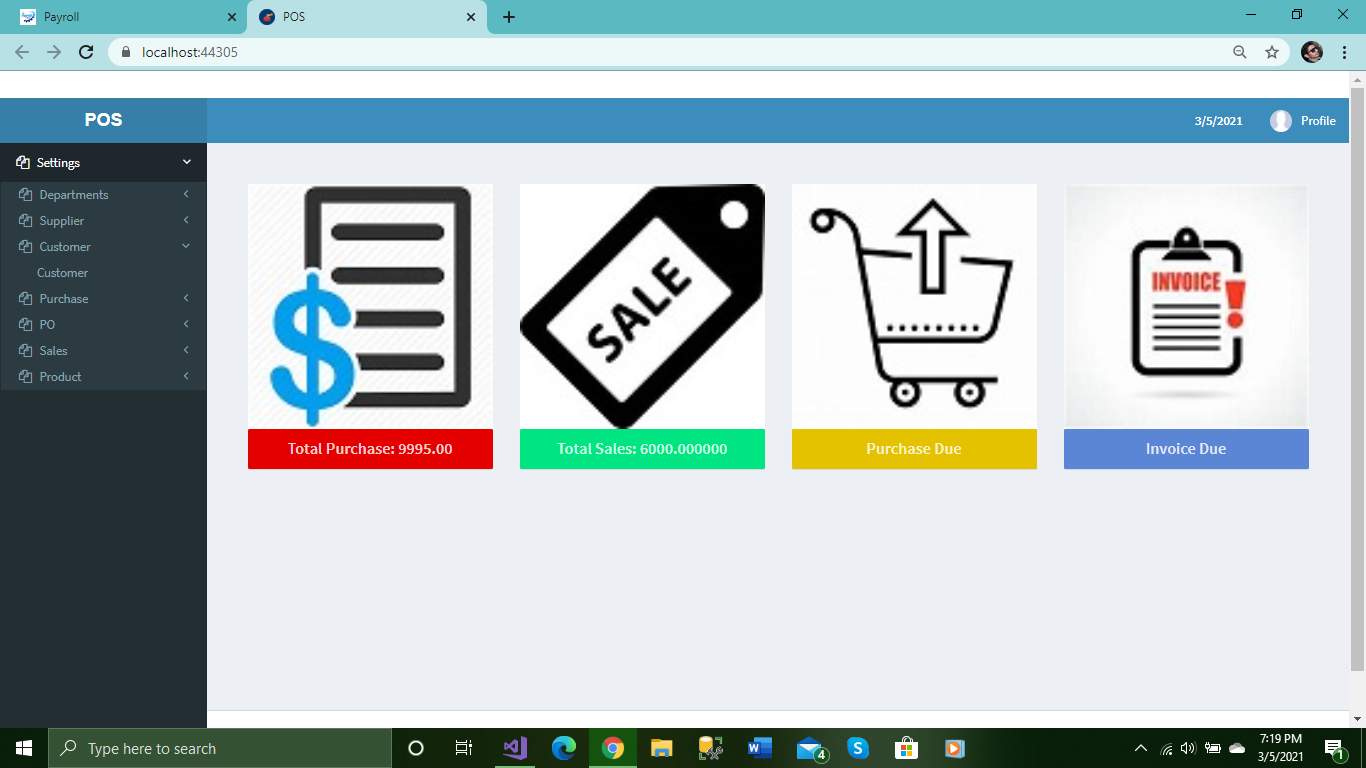 Payroll
POS
localhost:44305
POS
3/5/2021
Profile
Settings
Departments
Supplier
Customer
Customer
Purchase
PO
Sales
Product
SALE
INVOICE
Total Purchase: 9995.00
Total Sales: 6000.000000
Purchase Due
Invoice Due
Type here to search
4
7:19 PM
3/5/2021
1